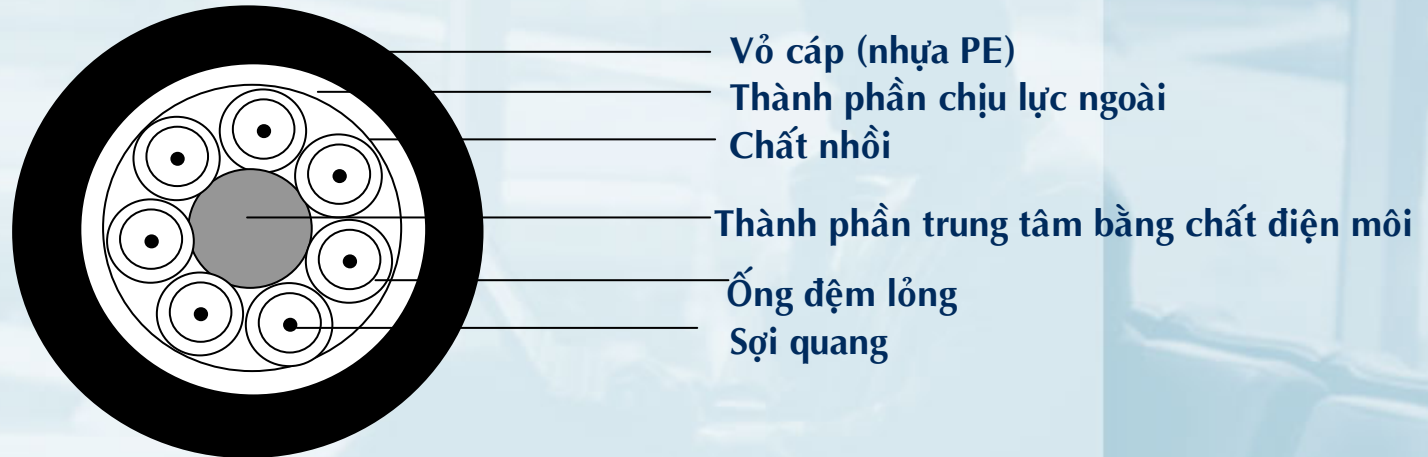 Vỏ cáp (nhựa PE)
Thành phần chịu lực ngoài
Chất nhồi
Thành phần trung tâm bằng chất điện môi
Ống đệm lỏng
Sợi quang